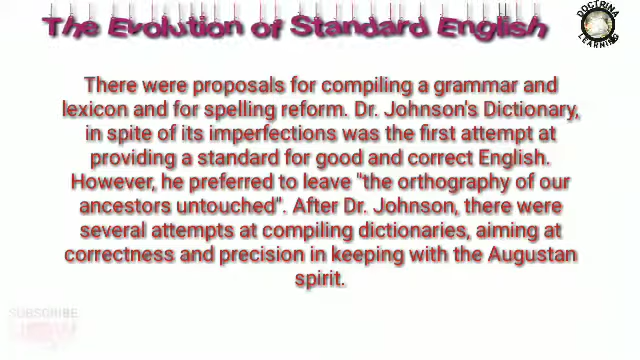 The Evolution of Standard English
DOCTRINA
LEARNING
There were proposals for compiling a grammar and
lexicon and for spelling reform. Dr. Johnson's Dictionary,
in spite of its imperfections was the first attempt at
providing a standard for good and correct English.
However, he preferred to leave "the orthography of our
ancestors untouched". After Dr. Johnson, there were
several attempts at compiling dictionaries, aiming at
correctness and precision in keeping with the Augustan
spirit.
SUBSCRIBE